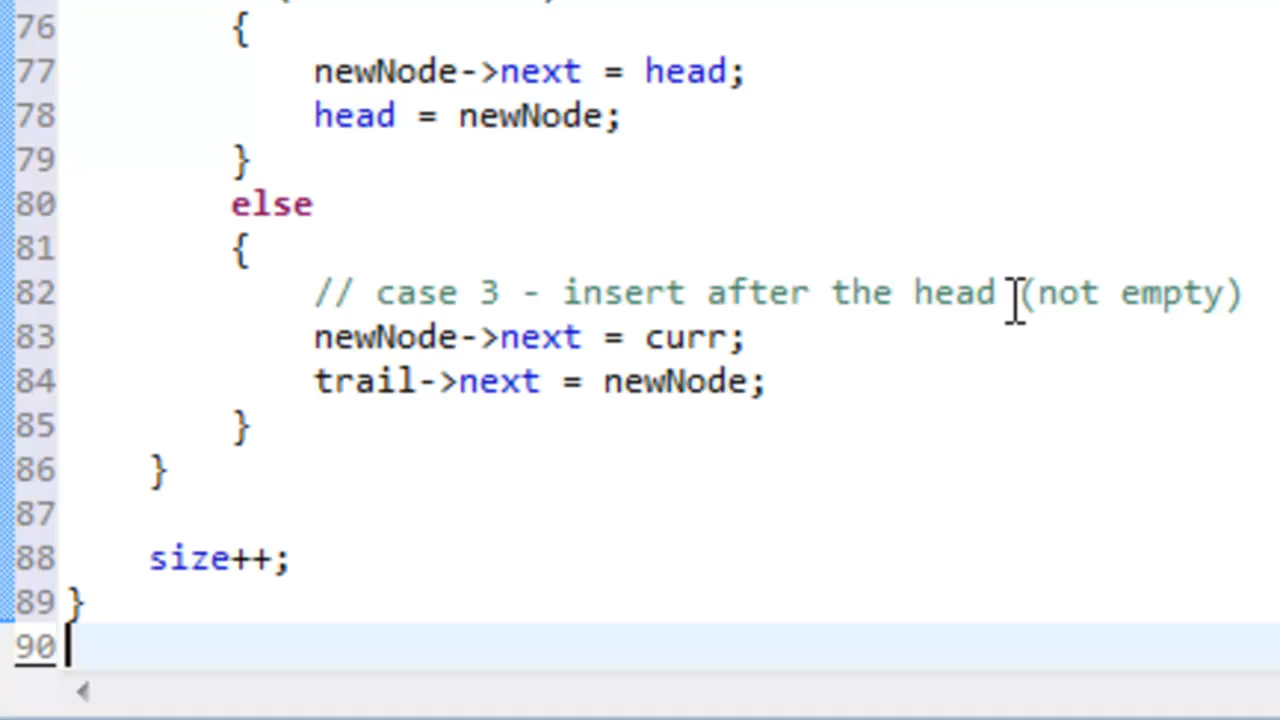 76 {
77 newNode->next = head;
78 head = newNode;
79 }
80 else
81 {
82 // case 3 - insert after the head (not empty)
83 newNode->next = curr;
84 trail->next = newNode;
85 }
86 }
87
88 size++;
89 }
90